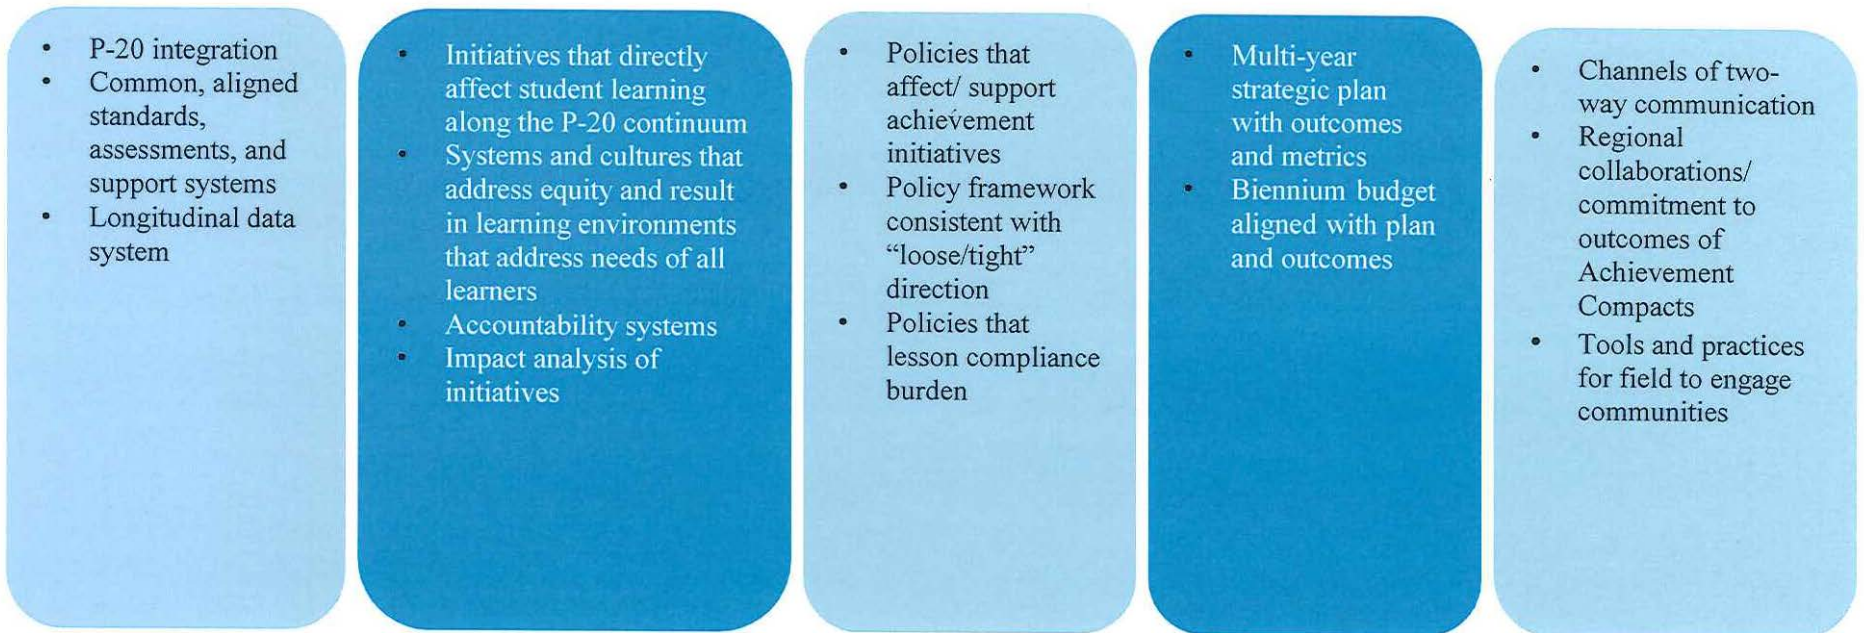 • P-20 integration
• Common, aligned
standards,
assessments, and
support systems
• Longitudinal data
system
• Initiatives that directly
affect student learning
along the P-20 continuum
• Systems and cultures that
address equity and result
in learning environments
that address needs of all
learners
• Accountability systems
• Impact analysis of
initiatives
• Policies that
affect/ support
achievement
initiatives
• Policy framework
consistent with
“loose/tight”
direction
• Policies that
lesson compliance
burden
• Multi-year
strategic plan
with outcomes
and metrics
• Biennium budget
aligned with plan
and outcomes
• Channels of two-
way communication
• Regional
collaborations/
commitment to
outcomes of
Achievement
Compacts
• Tools and practices
for field to engage
communities